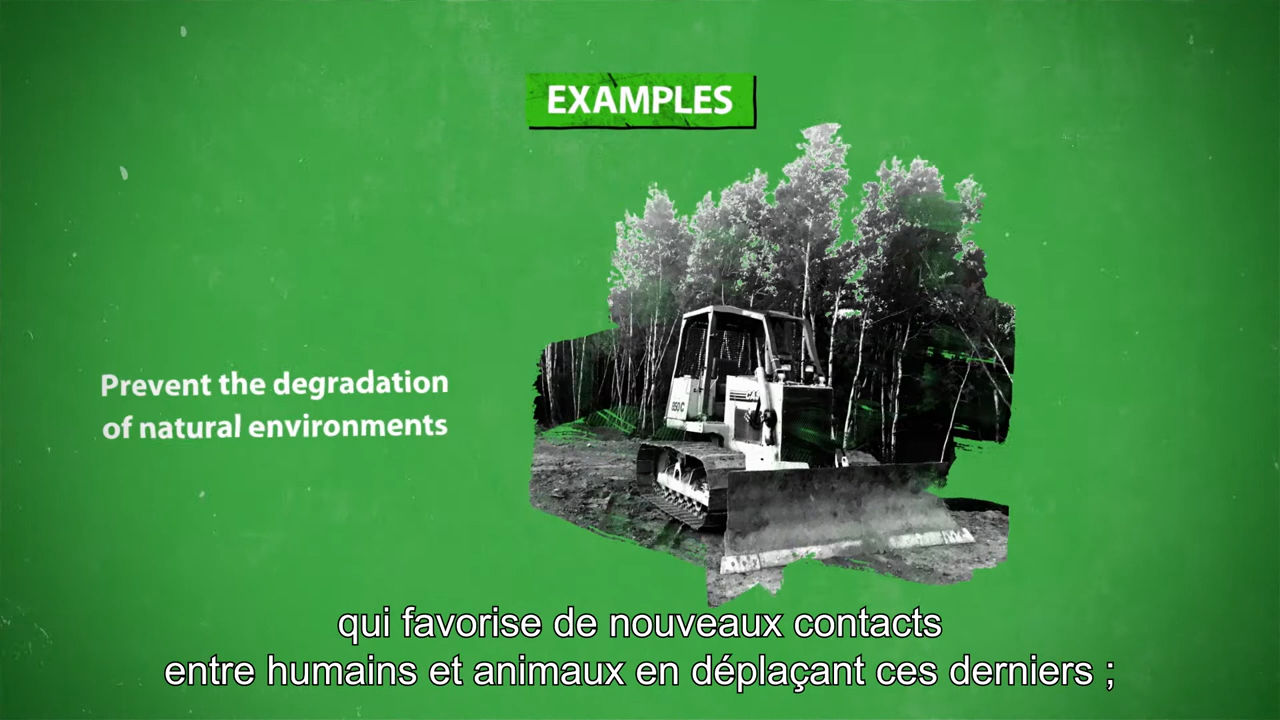 EXAMPLES
Prevent the degradation
of natural environments
850C
qui favorise de nouveaux contacts
entre humains et animaux en déplaçant ces derniers ;